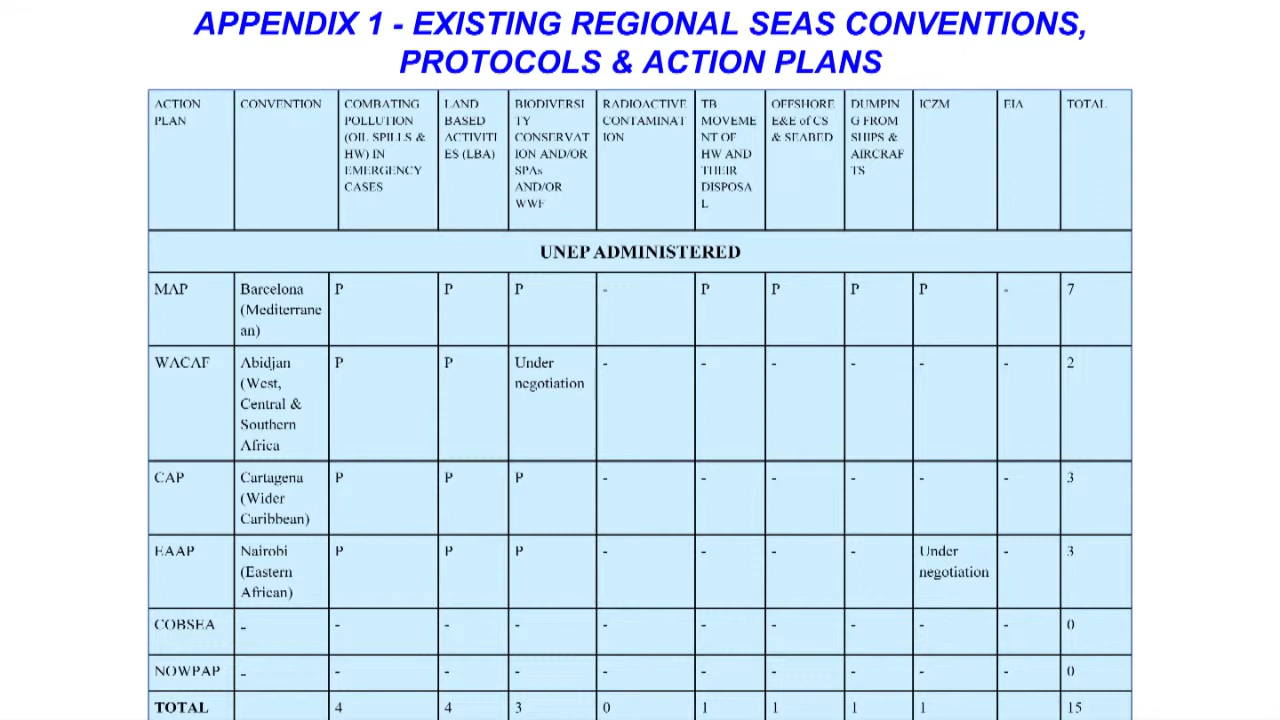 APPENDIX 1 - EXISTING REGIONAL SEAS CONVENTIONS,
PROTOCOLS & ACTION PLANS
ACTION
PLAN
CONVENTION
COMBATING
POLLUTION
(OIL SPILLS &
HW) IN
EMERGENCY
CASES
LAND
BASED
ACTIVITI
ES (LBA)
BIODIVERSI
TY
CONSERVAT
ION AND/OR
SPAs
AND/OR
WWF
RADIOACTIVE
CONTAMINAT
ION
TB
MOVEME
NT OF
HW AND
THEIR
DISPOSA
L
OFFSHORE
E&E of CS
& SEABED
DUMPIN
G FROM
SHIPS &
AIRCRAF
TS
ICZM
EIA
TOTAL
UNEP ADMINISTERED
MAP
Barcelona
(Mediterrane
an)
P
P
P
-
P
P
P
P
-
7
WACAF
Abidjan
(West,
Central &
Southern
Africa
P
P
Under
negotiation
-
-
-
-
-
-
2
CAP
Cartagena
(Wider
Caribbean)
P
P
P
-
-
-
-
-
-
3
EAAP
Nairobi
(Eastern
African)
P
P
P
-
-
-
-
Under
negotiation
-
3
COBSEA
-
-
-
-
-
-
-
-
-
-
0
NOWPAP
-
-
-
-
-
-
-
-
-
-
0
TOTAL
4
4
3
0
1
1
1
1
15